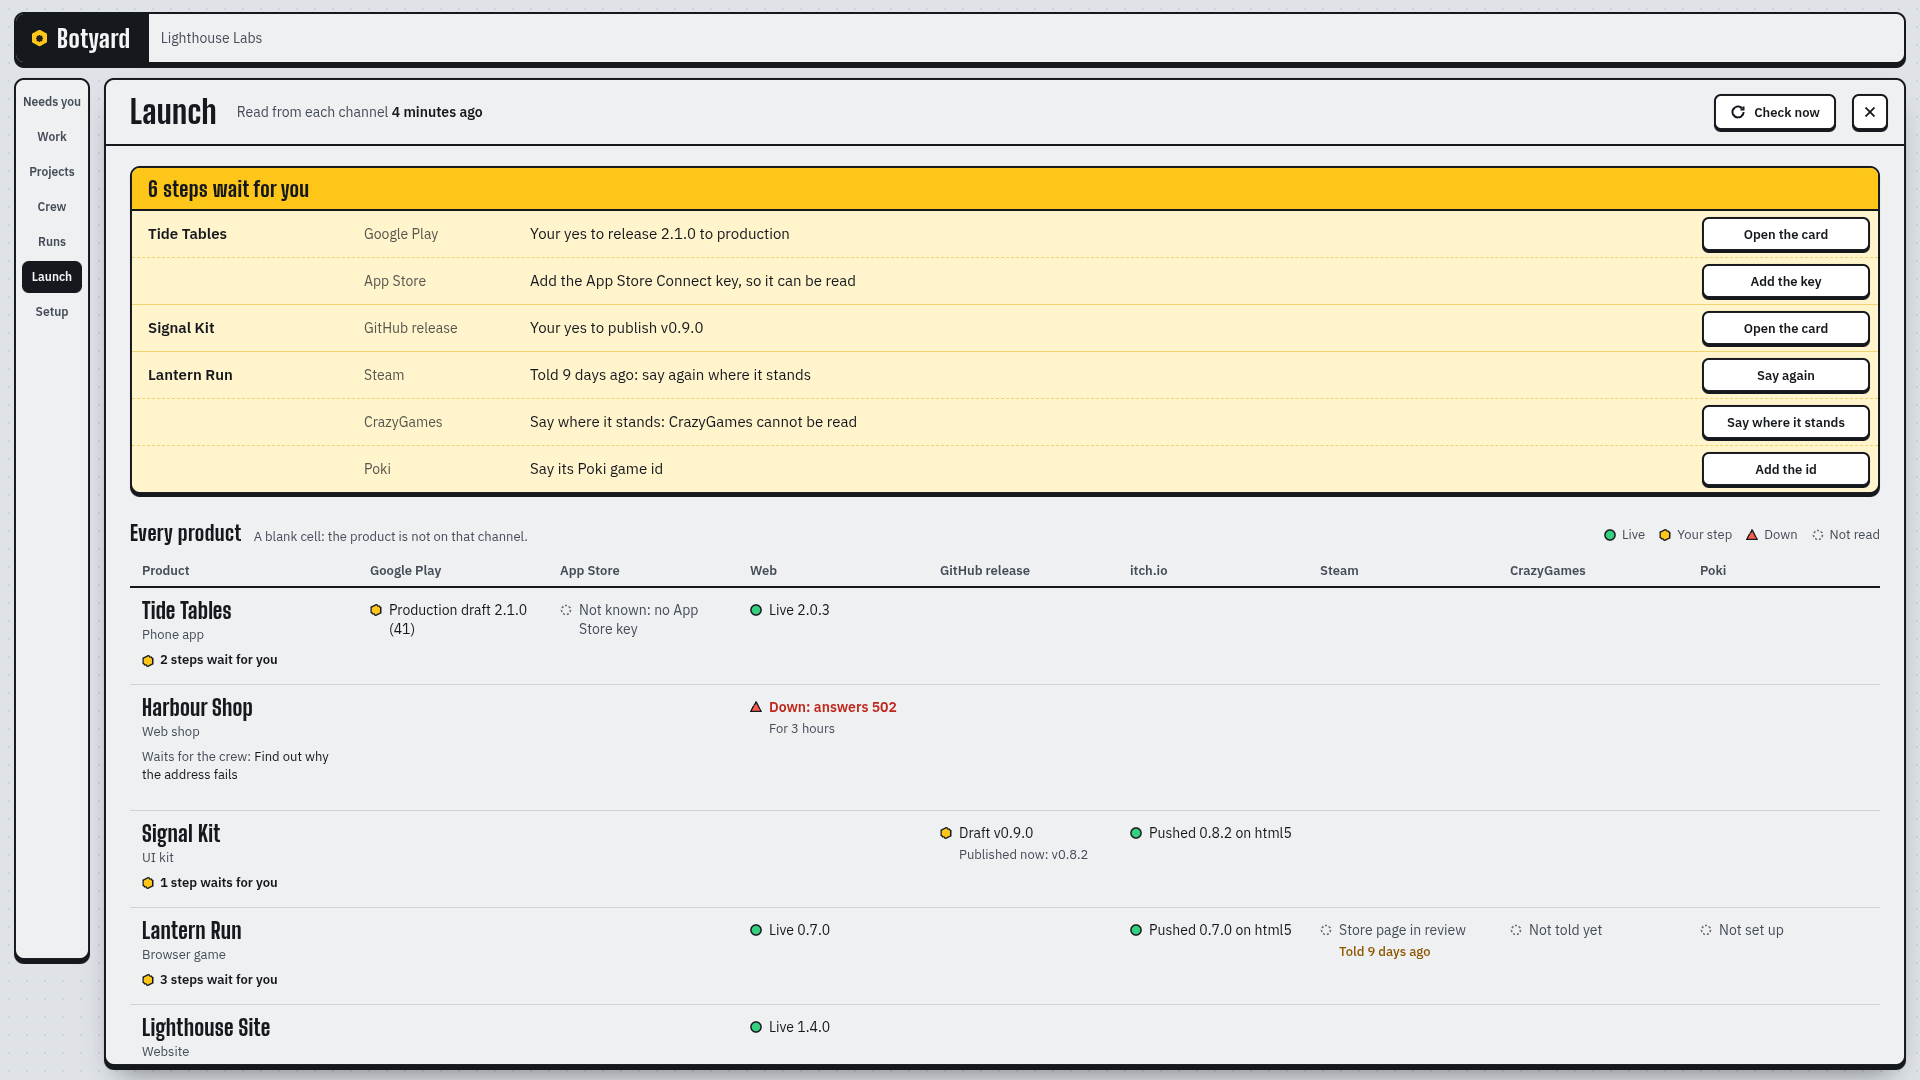 Botyard
Lighthouse Labs
Needs you
Work
Projects
Crew
Runs
Launch
Setup
Launch
Read from each channel 4 minutes ago
Check now
6 steps wait for you
Tide Tables Google Play Your yes to release 2.1.0 to production Open the card
App Store Add the App Store Connect key, so it can be read Add the key
Signal Kit GitHub release Your yes to publish v0.9.0 Open the card
Lantern Run Steam Told 9 days ago: say again where it stands Say again
CrazyGames Say where it stands: CrazyGames cannot be read Say where it stands
Poki Say its Poki game id Add the id
Every product A blank cell: the product is not on that channel. Live Your step Down Not read
Product Google Play App Store Web GitHub release itch.io Steam CrazyGames Poki
Tide Tables Production draft 2.1.0 Not known: no App Live 2.0.3
(41) Store key
Phone app
2 steps wait for you
Harbour Shop Down: answers 502
Web shop For 3 hours
Waits for the crew: Find out why
the address fails
Signal Kit Draft v0.9.0 Pushed 0.8.2 on html5
UI kit Published now: v0.8.2
1 step waits for you
Lantern Run Live 0.7.0 Pushed 0.7.0 on html5 Store page in review Not told yet Not set up
Browser game Told 9 days ago
3 steps wait for you
Lighthouse Site Live 1.4.0
Website